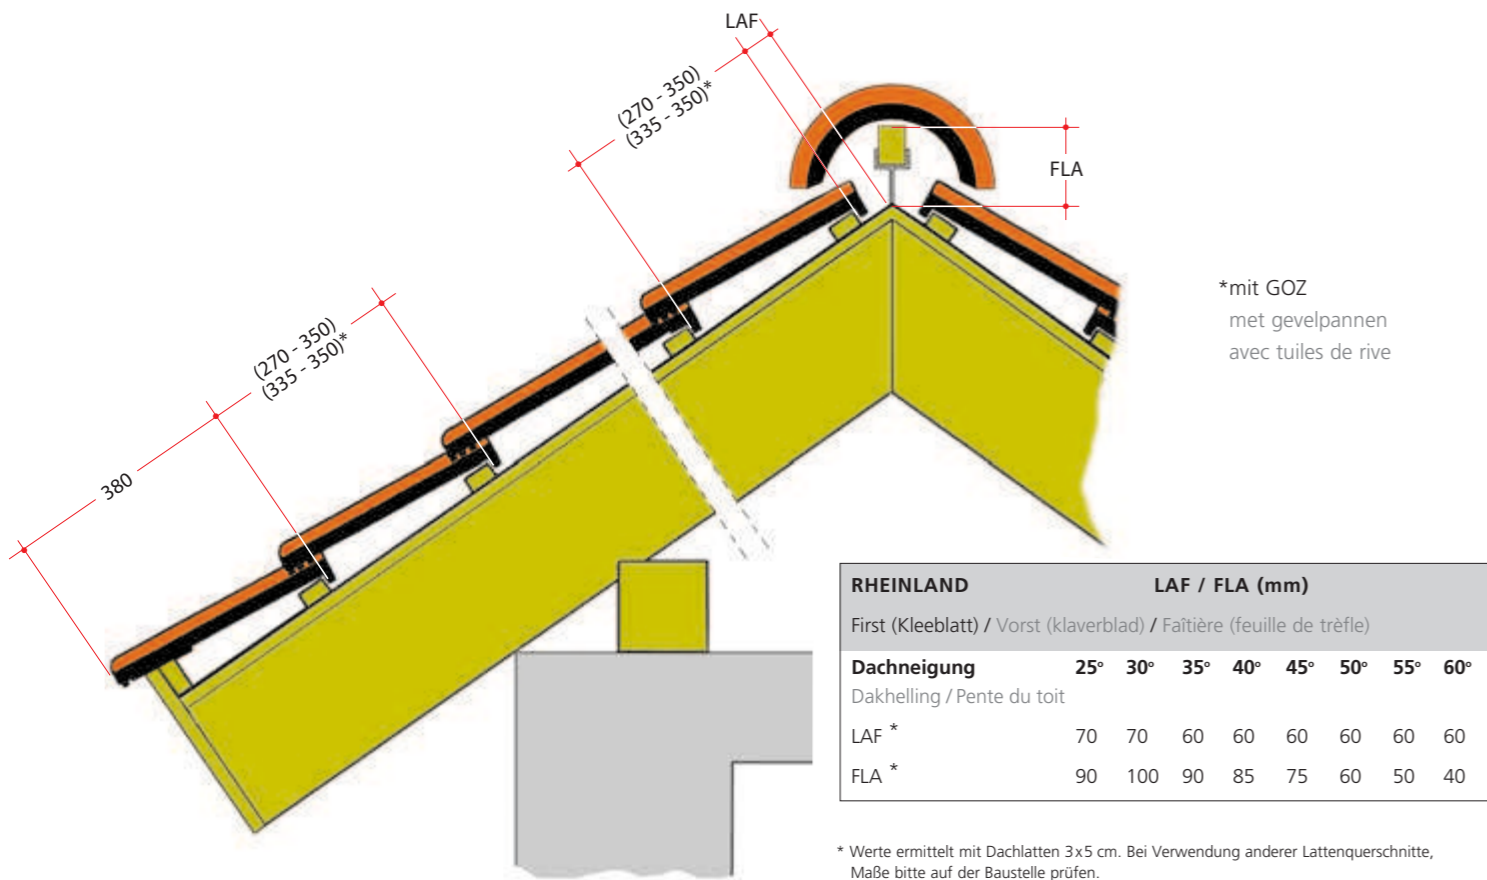 LAF
(270 - 350)
(335 - 350)*
FLA
*mit GOZ
met gevelpannen
avec tuiles de rive
(270 - 350)
(335 - 350)*
380
RHEINLAND LAF / FLA (mm)
First (Kleeblatt) / Vorst (klaverblad) / Faîtière (feuille de trèfle)
Dachneigung 25° 30° 35° 40° 45° 50° 55° 60°
Dakhelling / Pente du toit
LAF * 70 70 60 60 60 60 60 60
FLA * 90 100 90 85 75 60 50 40
* Werte ermittelt mit Dachlatten 3x5 cm. Bei Verwendung anderer Lattenquerschnitte,
Maße bitte auf der Baustelle prüfen.